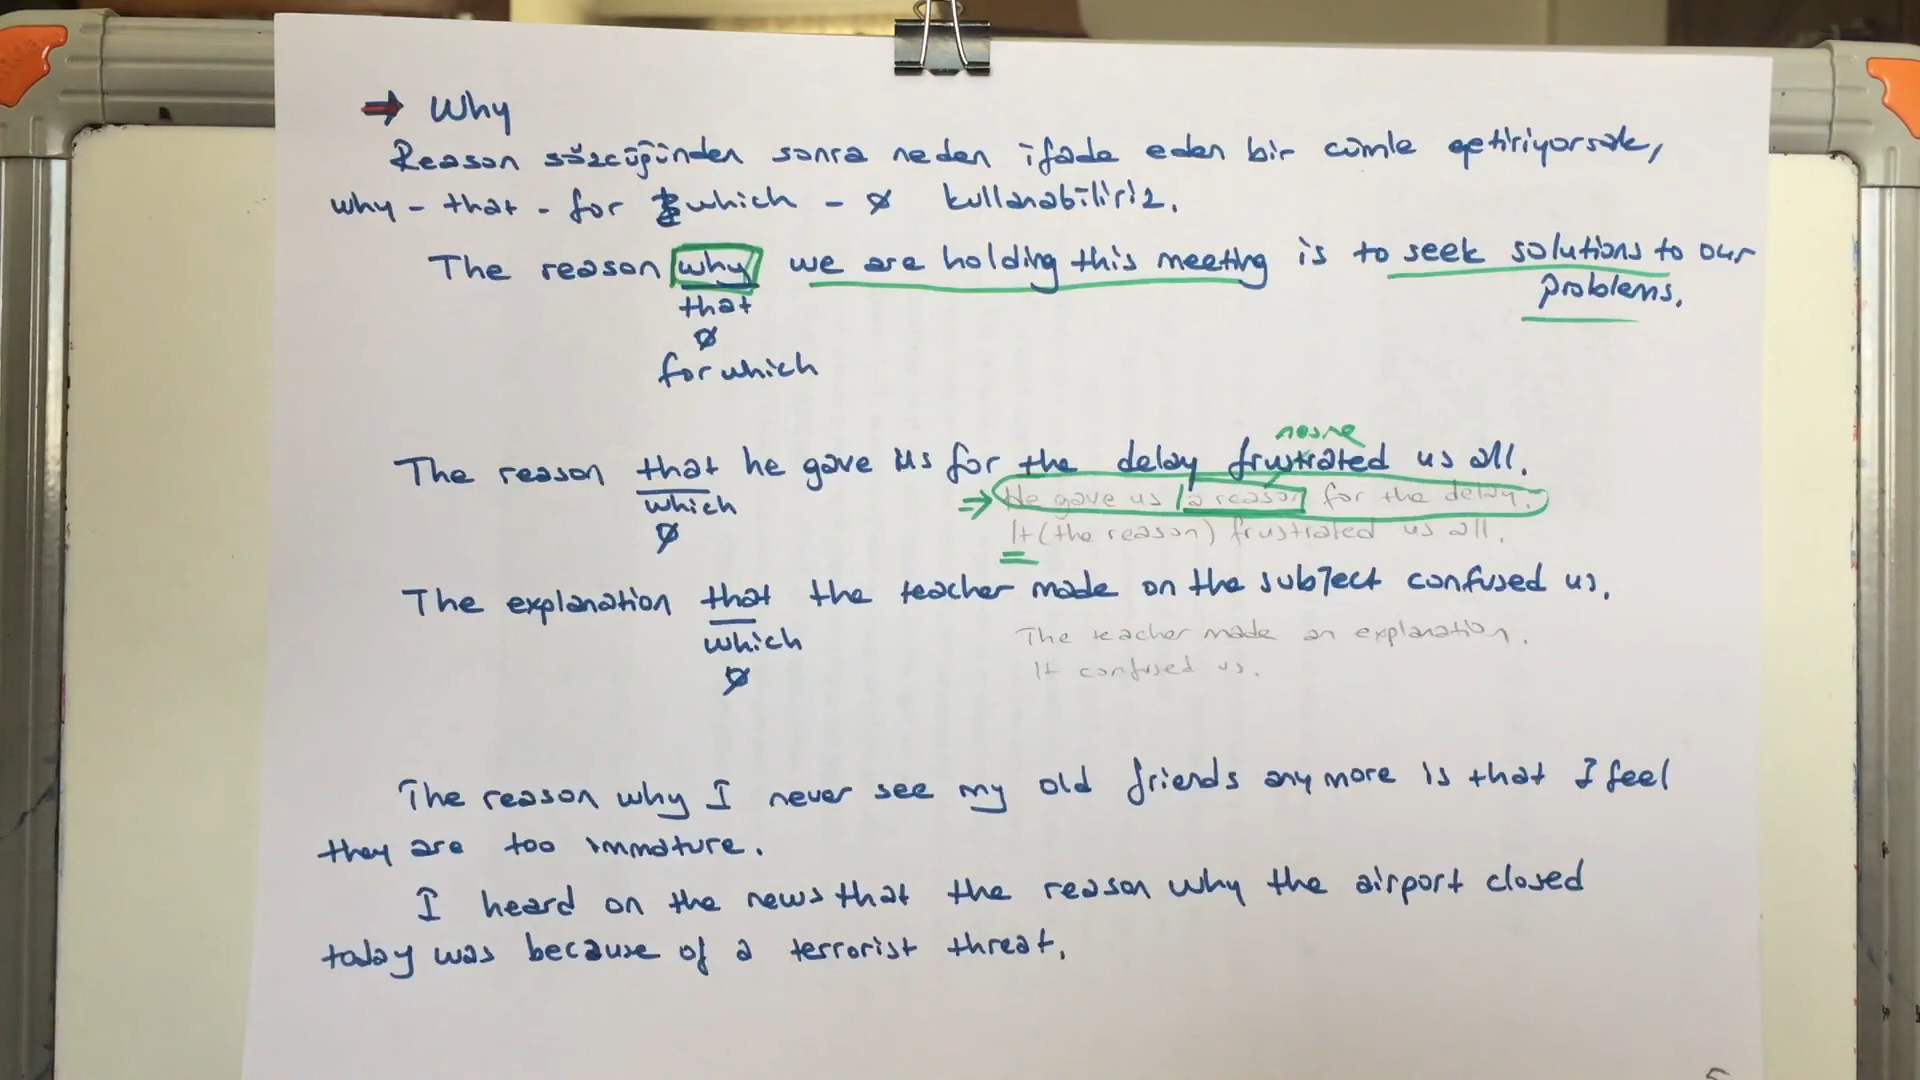 → Why
Reason sözcüğünden sonra neden ifade eden bir cümle getiriyorsak,
why - that - for which - ∅ kullanabiliriz.
The reason why we are holding this meeting is to seek solutions to our
problems.
that
∅
for which
nesne
The reason that he gave us for the delay frustrated us all.
which
→ He gave us a reason for the delay.
∅
It (the reason) frustrated us all.
The explanation that the teacher made on the subject confused us.
which
The teacher made an explanation.
∅
It confused us.
The reason why I never see my old friends any more is that I feel
they are too immature.
I heard on the news that the reason why the airport closed
today was because of a terrorist threat.